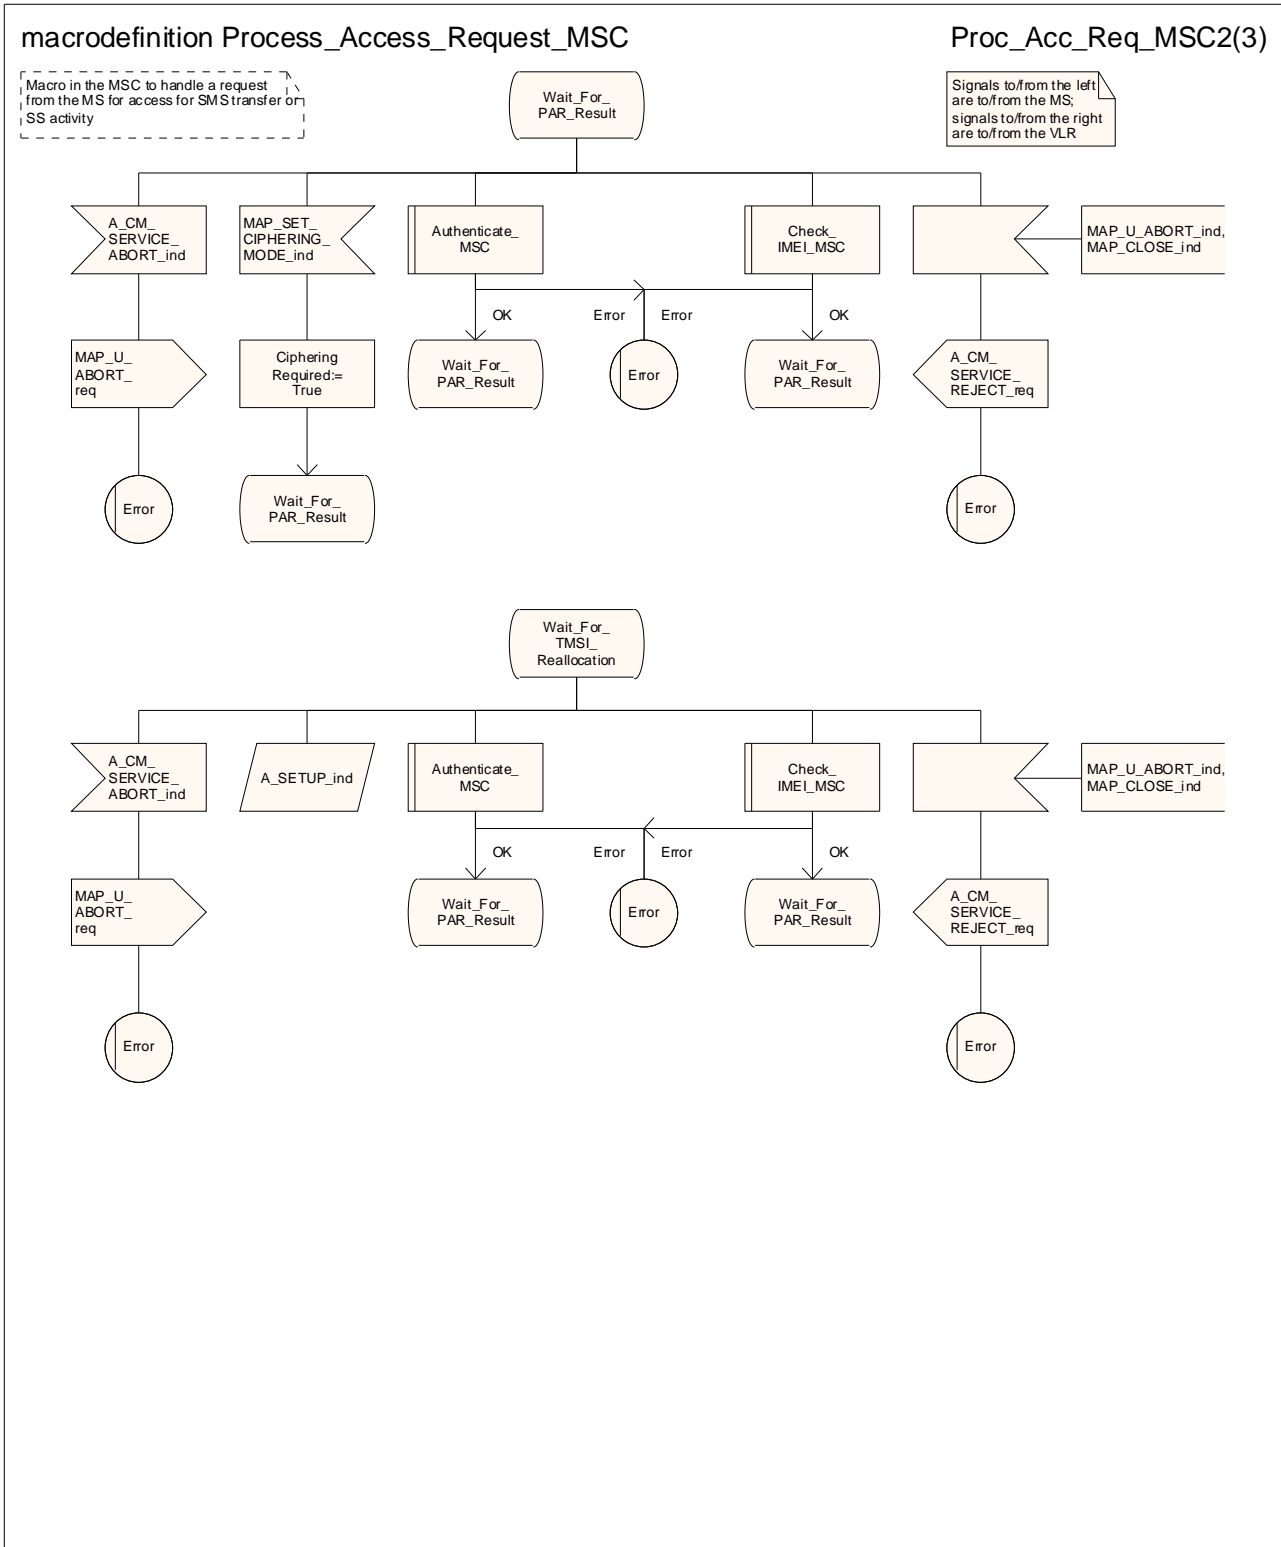 macrodefinition Process_Access_Request_MSC
Proc_Acc_Req_MSC2(3)
Macro in the MSC to handle a request
from the MS for access for SMS transfer or
SS activity
Wait_For_
PAR_Result
Signals to/from the left
are to/from the MS;
signals to/from the right
are to/from the VLR
A_CM_
SERVICE_
ABORT_ind
MAP_SET_
CIPHERING_
MODE_ind
Authenticate_
MSC
Check_
IMEI_MSC
MAP_U_ABORT_ind,
MAP_CLOSE_ind
OK
Error
Error
OK
MAP_U_
ABORT_
req
Ciphering
Required:=
True
Wait_For_
PAR_Result
Error
Wait_For_
PAR_Result
A_CM_
SERVICE_
REJECT_req
Error
Wait_For_
PAR_Result
Error
Wait_For_
TMSI_
Reallocation
A_CM_
SERVICE_
ABORT_ind
A_SETUP_ind
Authenticate_
MSC
Check_
IMEI_MSC
MAP_U_ABORT_ind,
MAP_CLOSE_ind
OK
Error
Error
OK
MAP_U_
ABORT_
req
Wait_For_
PAR_Result
Error
Wait_For_
PAR_Result
A_CM_
SERVICE_
REJECT_req
Error
Error